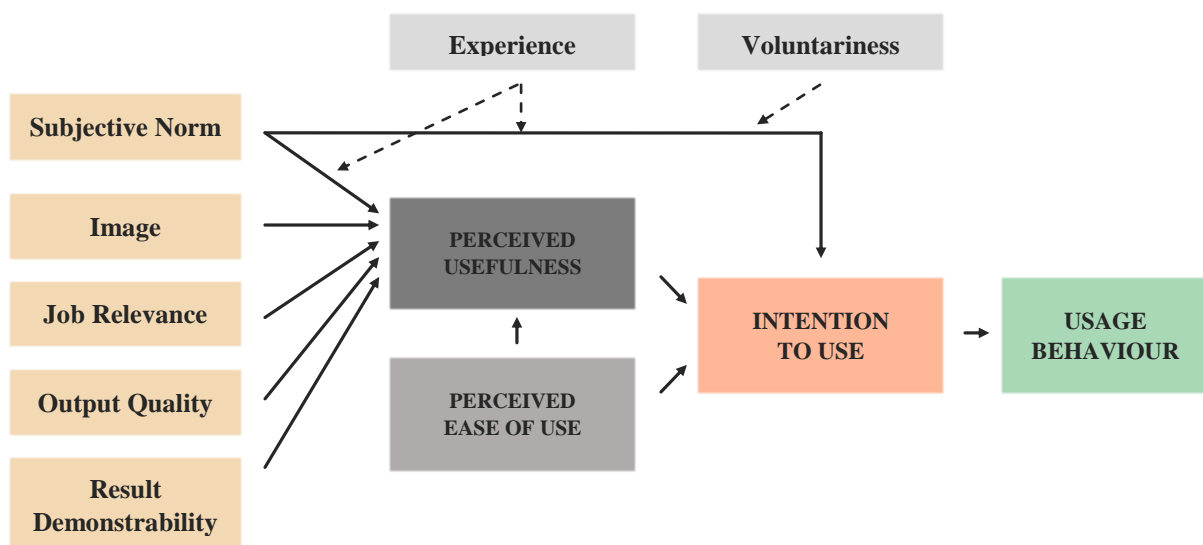 Experience
Voluntariness
Subjective Norm
Image
Job Relevance
Output Quality
Result
Demonstrability
PERCEIVED
USEFULNESS
PERCEIVED
EASE OF USE
INTENTION
TO USE
USAGE
BEHAVIOUR